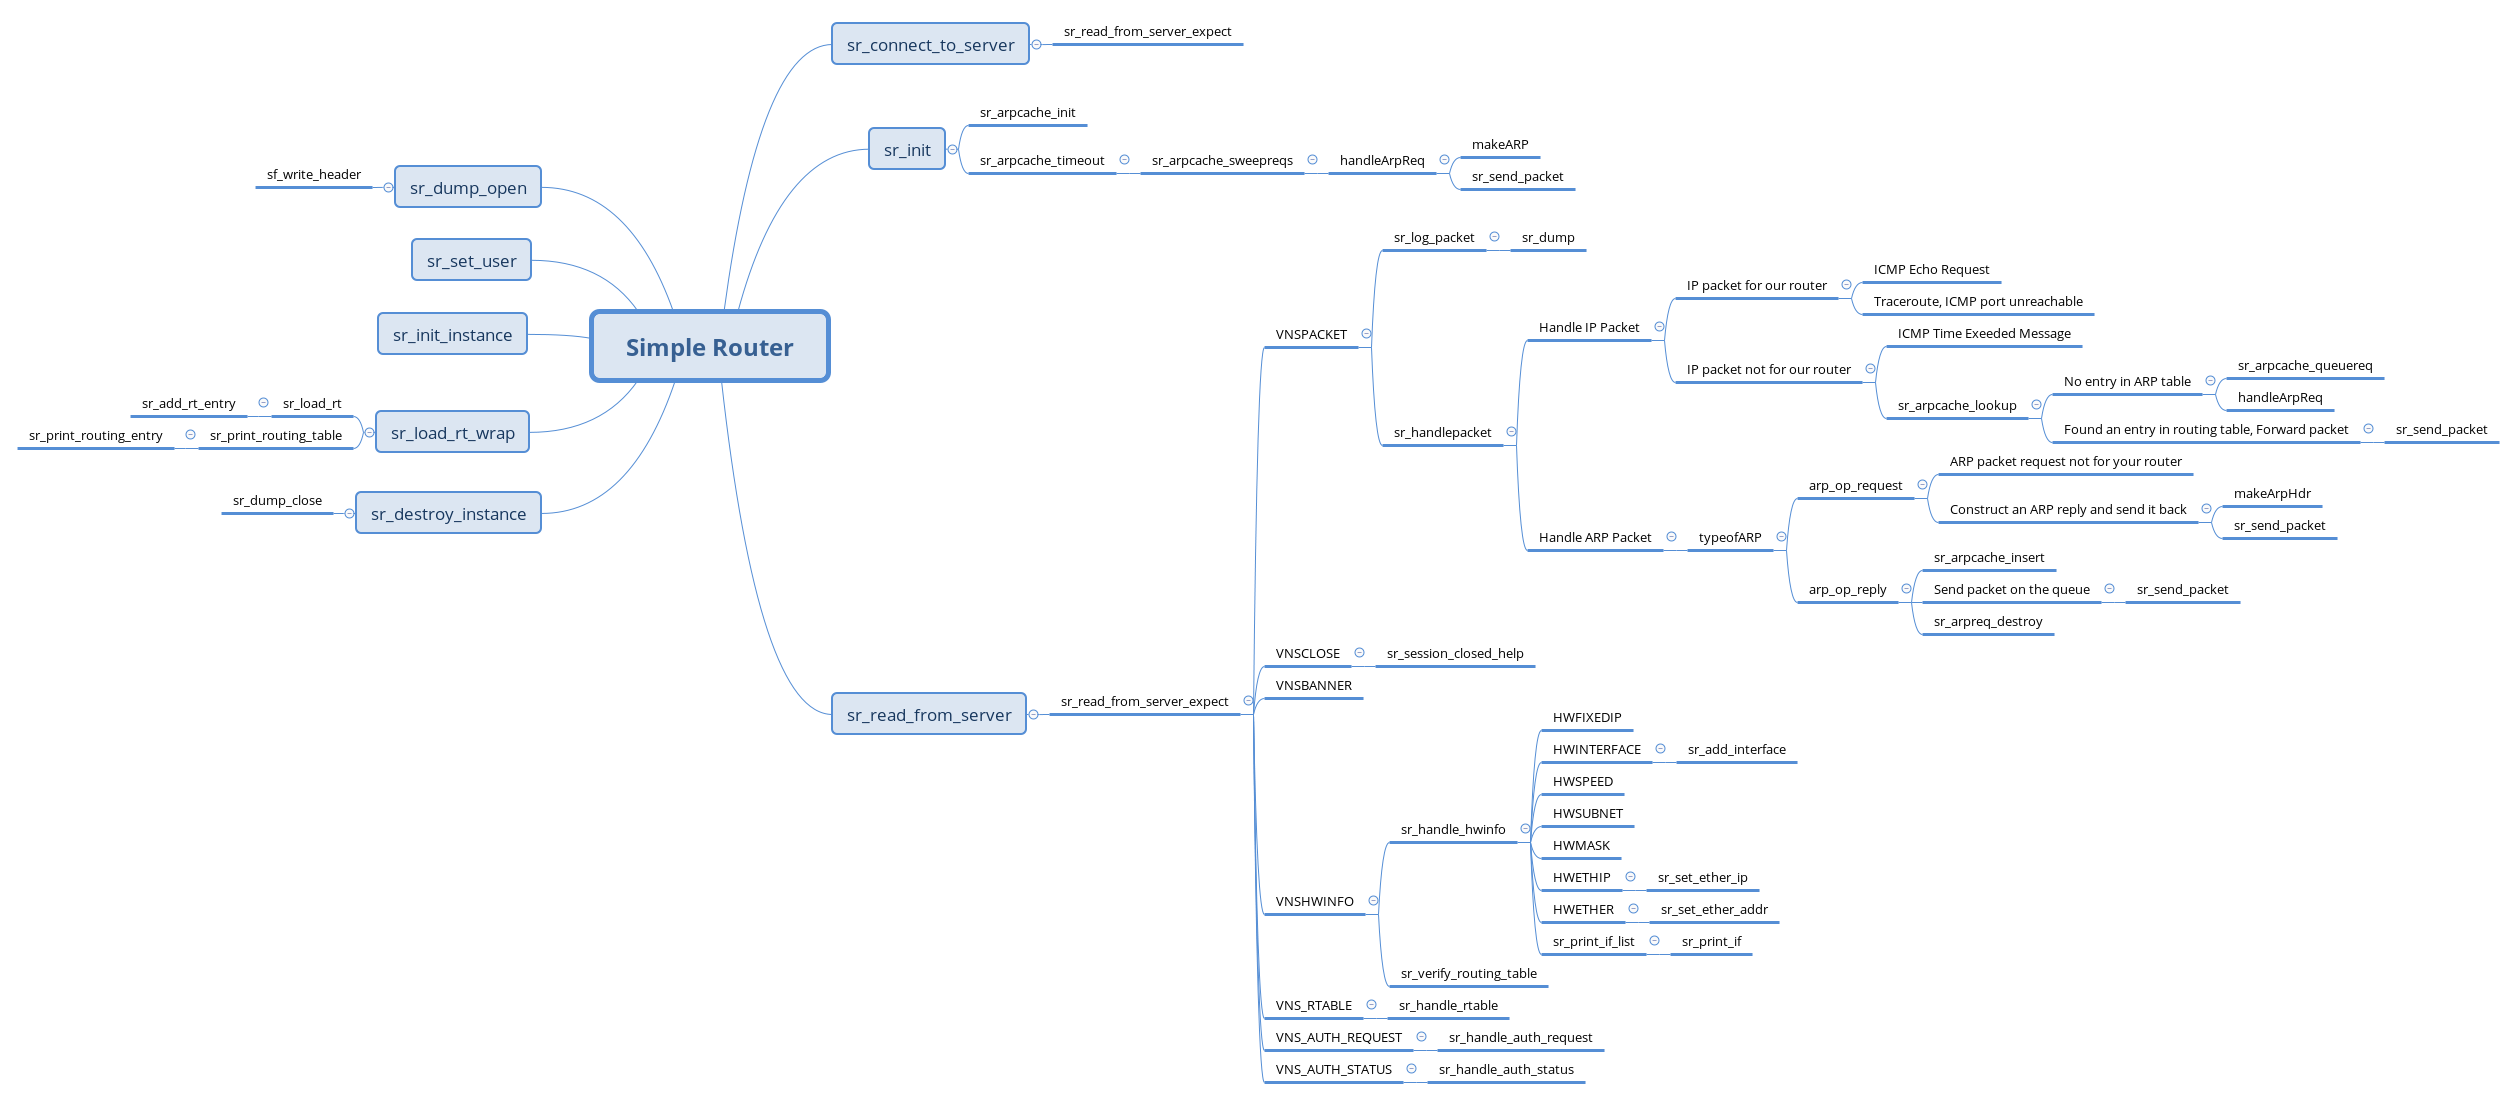 Simple Router
sr_connect_to_server
sr_read_from_server_expect
sr_init
sr_arpcache_init
sr_arpcache_timeout
sr_arpcache_sweepreqs
handleArpReq
makeARP
sr_send_packet
sr_read_from_server
sr_read_from_server_expect
VNSPACKET
sr_log_packet
sr_dump
sr_handlepacket
Handle IP Packet
IP packet for our router
ICMP Echo Request
Traceroute, ICMP port unreachable
IP packet not for our router
ICMP Time Exeeded Message
sr_arpcache_lookup
No entry in ARP table
sr_arpcache_queuereq
handleArpReq
Found an entry in routing table, Forward packet
sr_send_packet
Handle ARP Packet
typeofARP
arp_op_request
ARP packet request not for your router
Construct an ARP reply and send it back
makeArpHdr
sr_send_packet
arp_op_reply
sr_arpcache_insert
Send packet on the queue
sr_send_packet
sr_arpreq_destroy
VNSCLOSE
sr_session_closed_help
VNSBANNER
VNSHWINFO
sr_handle_hwinfo
HWFIXEDIP
HWINTERFACE
sr_add_interface
HWSPEED
HWSUBNET
HWMASK
HWETHIP
sr_set_ether_ip
HWETHER
sr_set_ether_addr
sr_print_if_list
sr_print_if
sr_verify_routing_table
VNS_RTABLE
sr_handle_rtable
VNS_AUTH_REQUEST
sr_handle_auth_request
VNS_AUTH_STATUS
sr_handle_auth_status
sr_dump_open
sf_write_header
sr_set_user
sr_init_instance
sr_load_rt_wrap
sr_load_rt
sr_add_rt_entry
sr_print_routing_table
sr_print_routing_entry
sr_destroy_instance
sr_dump_close